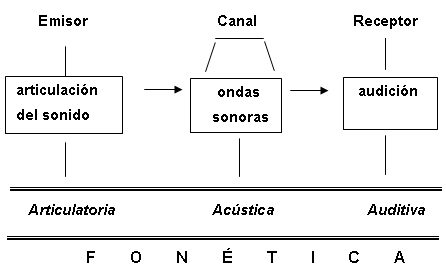 Emisor Canal Receptor
articulación
del sonido
ondas
sonoras
audición
Articulatoria Acústica Auditiva
F O N É T I C A